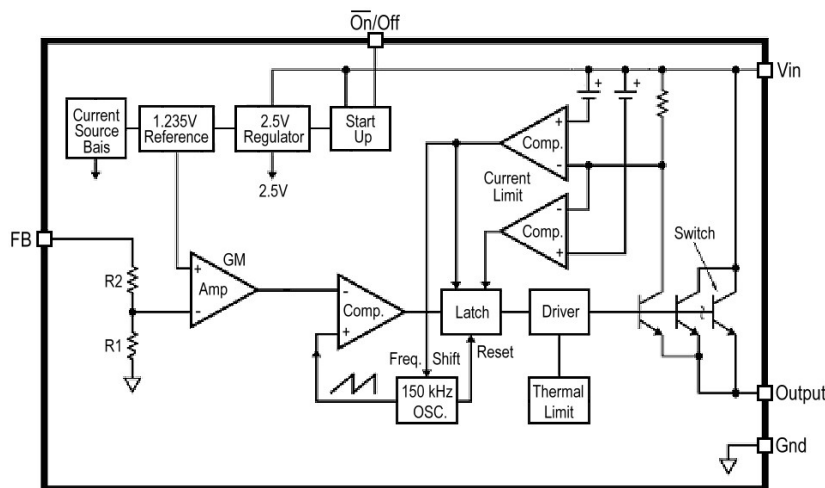 On/Off
Vin
Current
Source
Bais
1.235V
Reference
2.5V
Regulator
Start
Up
2.5V
+
+
+
Comp.
-
Current
Limit
-
Comp.
+
FB
R2
R1
GM
+
Amp
-
-
Comp.
+
Latch
Driver
Switch
Freq. Shift
Reset
150 kHz
OSC.
Thermal
Limit
Output
Gnd